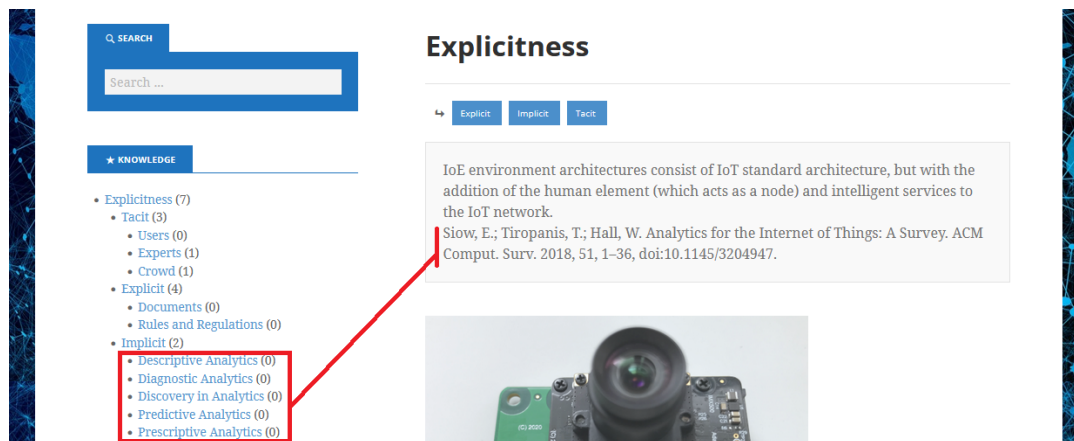 SEARCH
Search ...
KNOWLEDGE
Explicitness (7)
Tacit (3)
Users (0)
Experts (1)
Crowd (1)
Explicit (4)
Documents (0)
Rules and Regulations (0)
Implicit (2)
Descriptive Analytics (0)
Diagnostic Analytics (0)
Discovery in Analytics (0)
Predictive Analytics (0)
Prescriptive Analytics (0)
Explicitness
Explicit Implicit Tacit
IoE environment architectures consist of IoT standard architecture, but with the
addition of the human element (which acts as a node) and intelligent services to
the IoT network.
Siow, E.; Tiropanis, T.; Hall, W. Analytics for the Internet of Things: A Survey. ACM
Comput. Surv. 2018, 51, 1–36, doi:10.1145/3204947.
(C) 2020